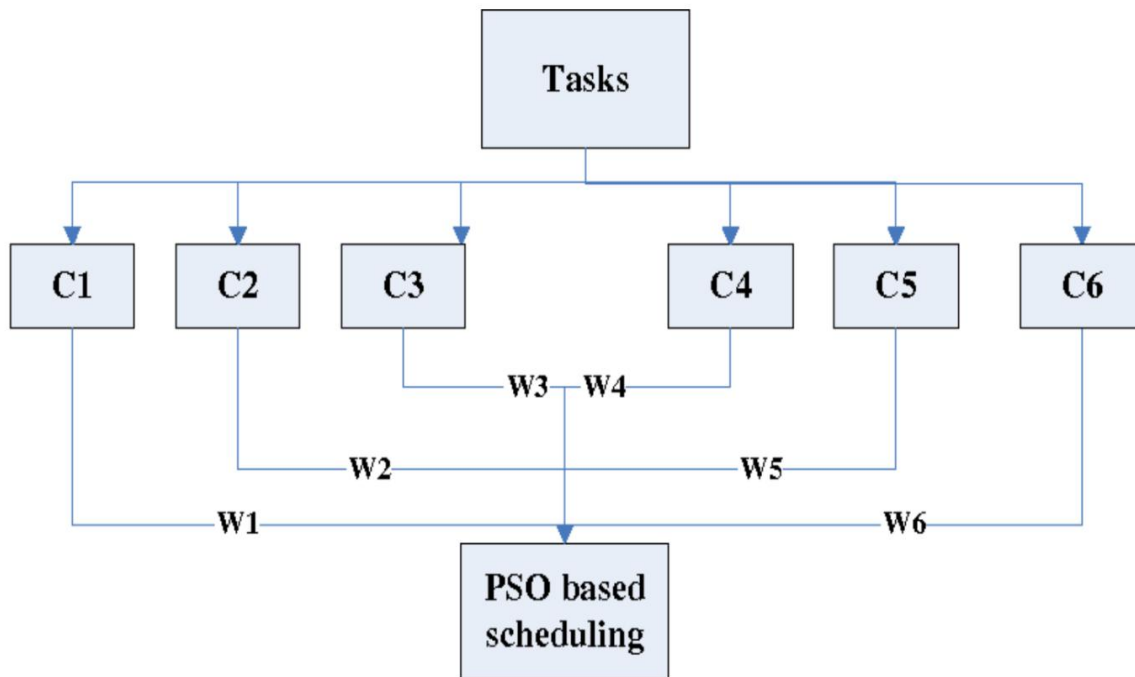 Tasks
C1
C2
C3
C4
C5
C6
W3
W4
W2
W5
W1
W6
PSO based
scheduling